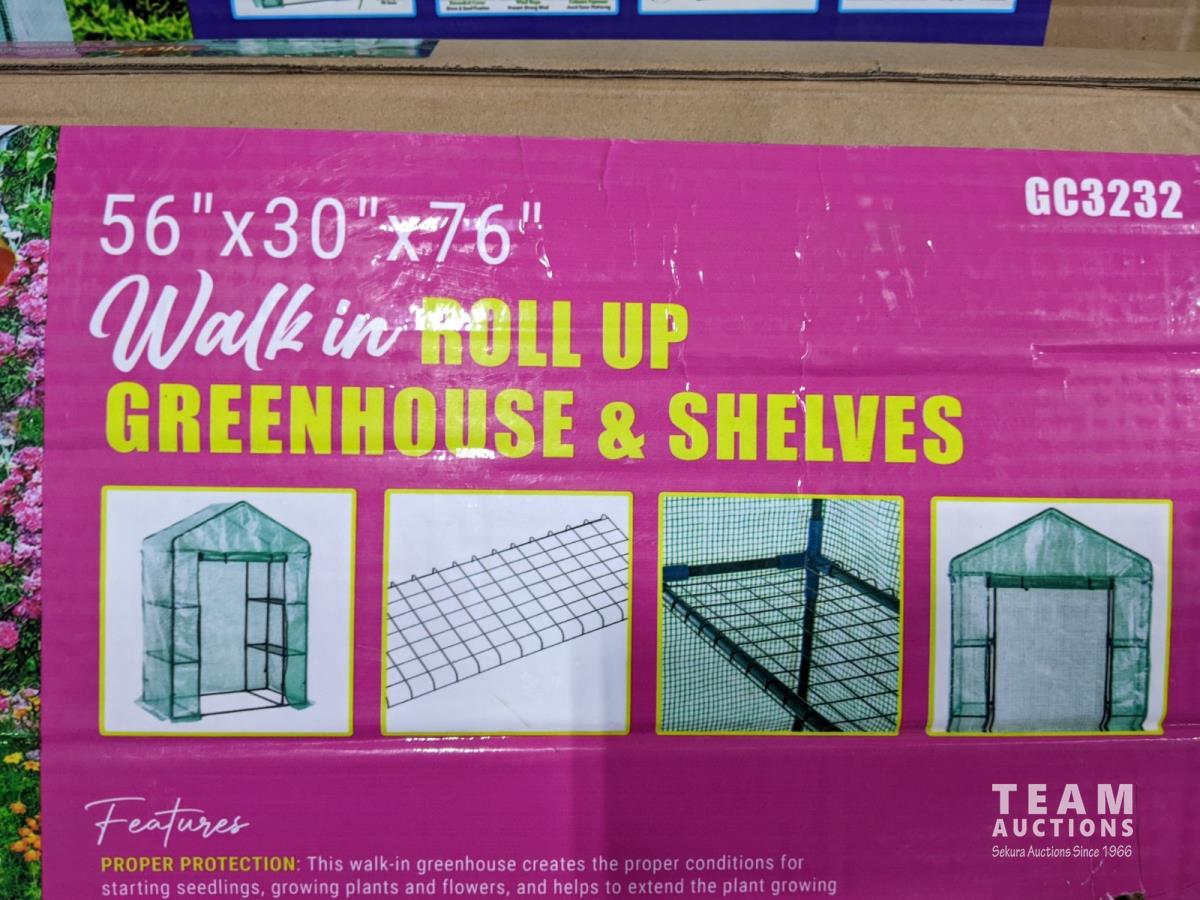 56"x30"x76"
GC3232
Walk in ROLL UP
GREENHOUSE & SHELVES
Features
PROPER PROTECTION: This walk-in greenhouse creates the proper conditions for
starting seedlings, growing plants and flowers, and helps to extend the plant growing
TEAM
AUCTIONS
Sekura Auctions Since 1966